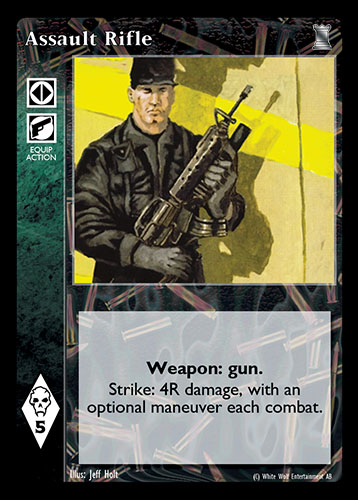 Assault Rifle
EQUIP
ACTION
Weapon: gun.
Strike: 4R damage, with an
optional maneuver each combat.
5
Illus: Jeff Holt
(C) White Wolf Entertainment AB